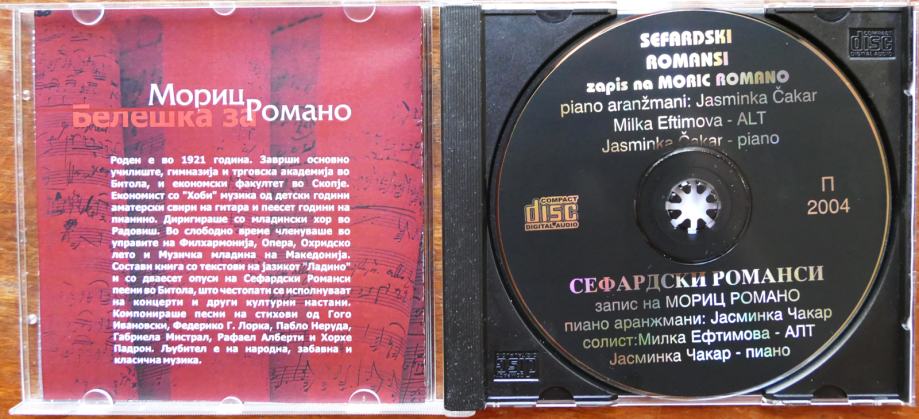 Мориц
Белешка за Романо
Роден е во 1921 година. Заврши основно
училиште, гимназија и трговска академија во
Битола, и економски факултет во Скопје.
Економист со "Хоби" музика од детски години
аматерски свири на гитара и пеесет години на
пианино. Диригираше со младински хор во
Радовиш. Во слободно време членуваше во
управите на Филхармонија, Опера, Охридско
лето и Музичка младина на Македонија.
Состави книга со текстови на јазикот "Ладино"
и со дваесет опуси на Сефардски Романси
пеени во Битола, што честопати се исполнуваат
на концерти и други културни настани.
Компонираше песни на стихови од Гого
Ивановски, Федерико Г. Лорка, Пабло Неруда,
Габриела Мистрал, Рафаел Алберти и Хорхе
Падрон. Љубител е на народна, забавна и
класична музика.
SEFARDSKI
ROMANSI
zapis na MORIC ROMANO
piano aranžmani: Jasminka Čakar
Milka Eftimova - ALT
Jasminka Čakar - piano
COMPACT
disc
DIGITAL AUDIO
П
2004
СЕФАРДСКИ РОМАНСИ
запис на МОРИЦ РОМАНО
пиано аранжмани: Јасминка Чакар
солист:Милка Ефтимова - АЛТ
Јасминка Чакар - пиано
COMPACT
disc
DIGITAL AUDIO